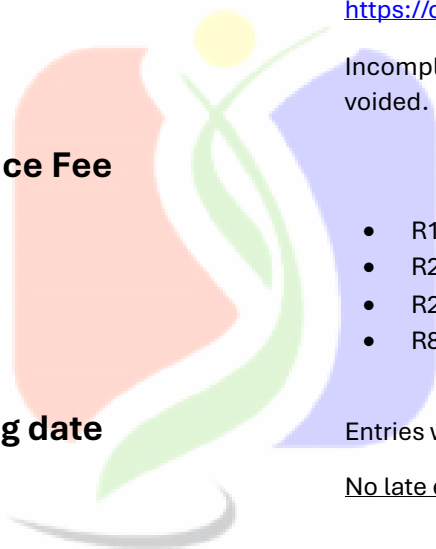 https://
Incompl
voided.
ce Fee
R1
R2
R2
R8
g date
Entries
No late